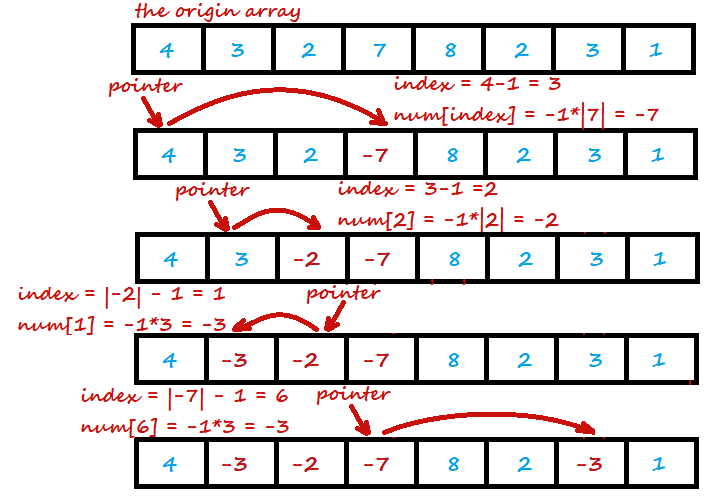 the origin array
4 3 2 7 8 2 3 1
pointer
index = 4-1 = 3
num[index] = -1*|7| = -7
4 3 2 -7 8 2 3 1
pointer
index = 3-1 =2
num[2] = -1*|2| = -2
4 3 -2 -7 8 2 3 1
index = |-2| - 1 = 1
pointer
num[1] = -1*3 = -3
4 -3 -2 -7 8 2 3 1
index = |-7| - 1 = 6
pointer
num[6] = -1*3 = -3
4 -3 -2 -7 8 2 -3 1